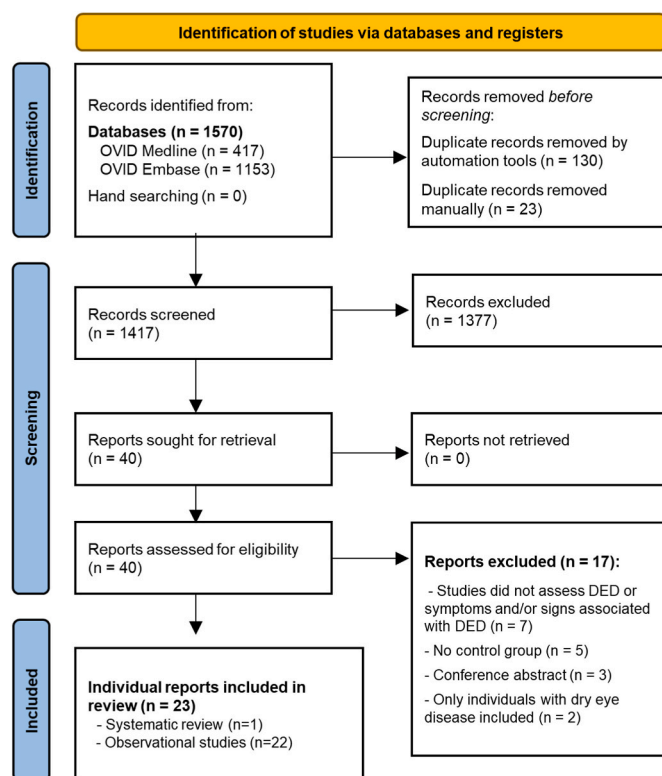 Identification of studies via databases and registers
Identification
Records identified from:
Databases (n = 1570)
OVID Medline (n = 417)
OVID Embase (n = 1153)
Hand searching (n = 0)
Records removed before
screening:
Duplicate records removed by
automation tools (n = 130)
Duplicate records removed
manually (n = 23)
Screening
Records screened
(n = 1417)
Records excluded
(n = 1377)
Reports sought for retrieval
(n = 40)
Reports not retrieved
(n = 0)
Reports assessed for eligibility
(n = 40)
Reports excluded (n = 17):
- Studies did not assess DED or
symptoms and/or signs associated
with DED (n = 7)
- No control group (n = 5)
- Conference abstract (n = 3)
- Only individuals with dry eye
disease included (n = 2)
Included
Individual reports included in
review (n = 23)
- Systematic review (n=1)
- Observational studies (n=22)